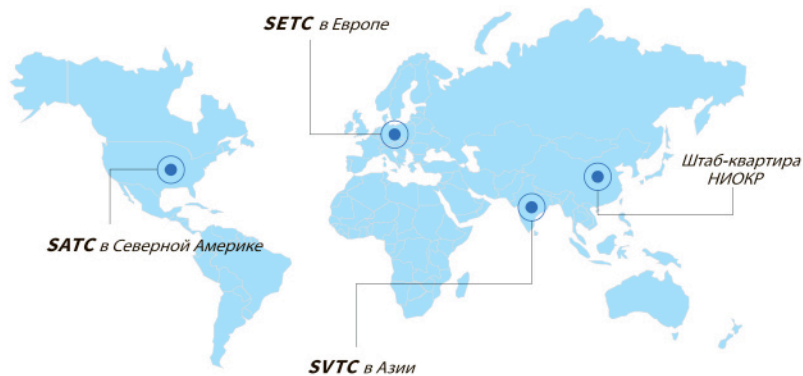 SETC в Европе
Штаб-квартира
НИОКР
SATC в Северной Америке
SVTC в Азии